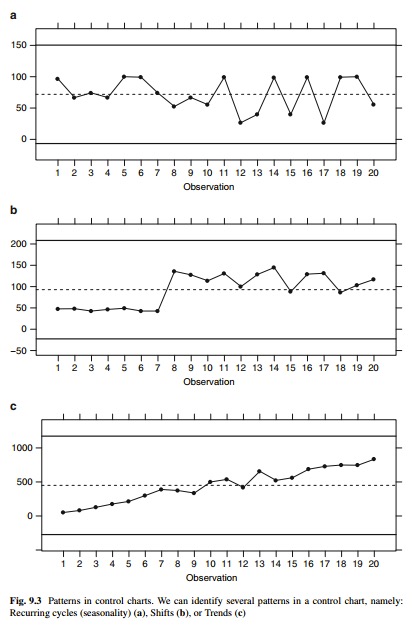 a
150
100
50
0
1 2 3 4 5 6 7 8 9 10 11 12 13 14 15 16 17 18 19 20
Observation
b
200
150
100
50
0
−50
1 2 3 4 5 6 7 8 9 10 11 12 13 14 15 16 17 18 19 20
Observation
c
1000
500
0
1 2 3 4 5 6 7 8 9 10 11 12 13 14 15 16 17 18 19 20
Observation
Fig. 9.3 Patterns in control charts. We can identify several patterns in a control chart, namely:
Recurring cycles (seasonality) (a), Shifts (b), or Trends (c)